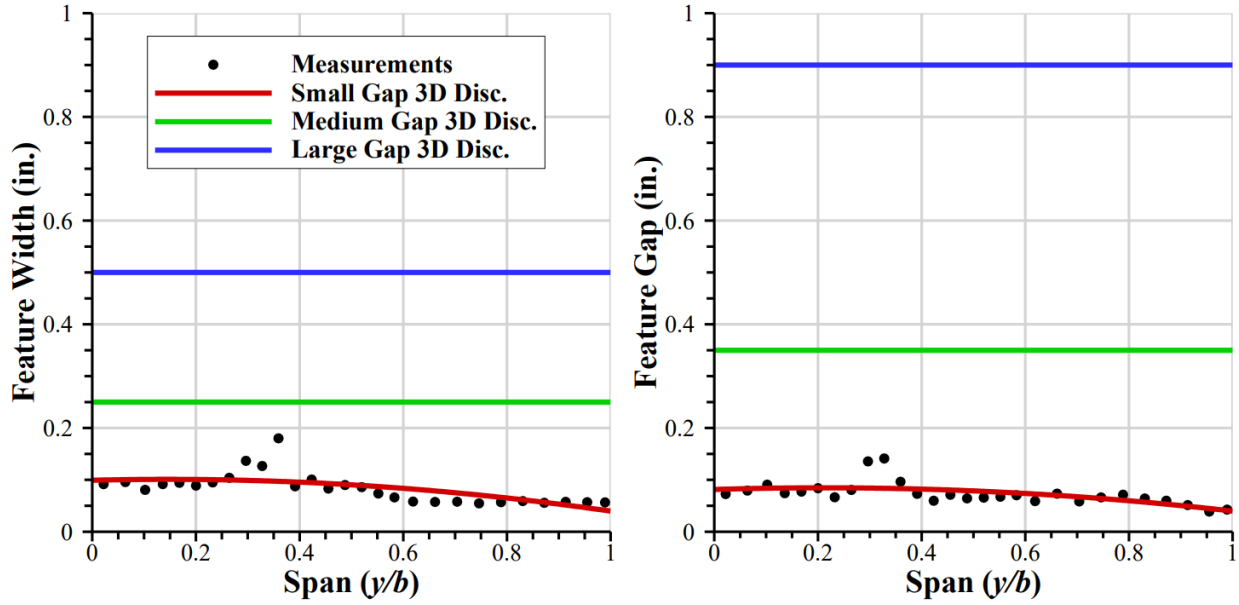 1
0.8
0.6
0.4
0.2
0
Feature Width (in.)
Measurements
Small Gap 3D Disc.
Medium Gap 3D Disc.
Large Gap 3D Disc.
0 0.2 0.4 0.6 0.8 1
Span (y/b)
1
0.8
0.6
0.4
0.2
0
Feature Gap (in.)
0 0.2 0.4 0.6 0.8 1
Span (y/b)